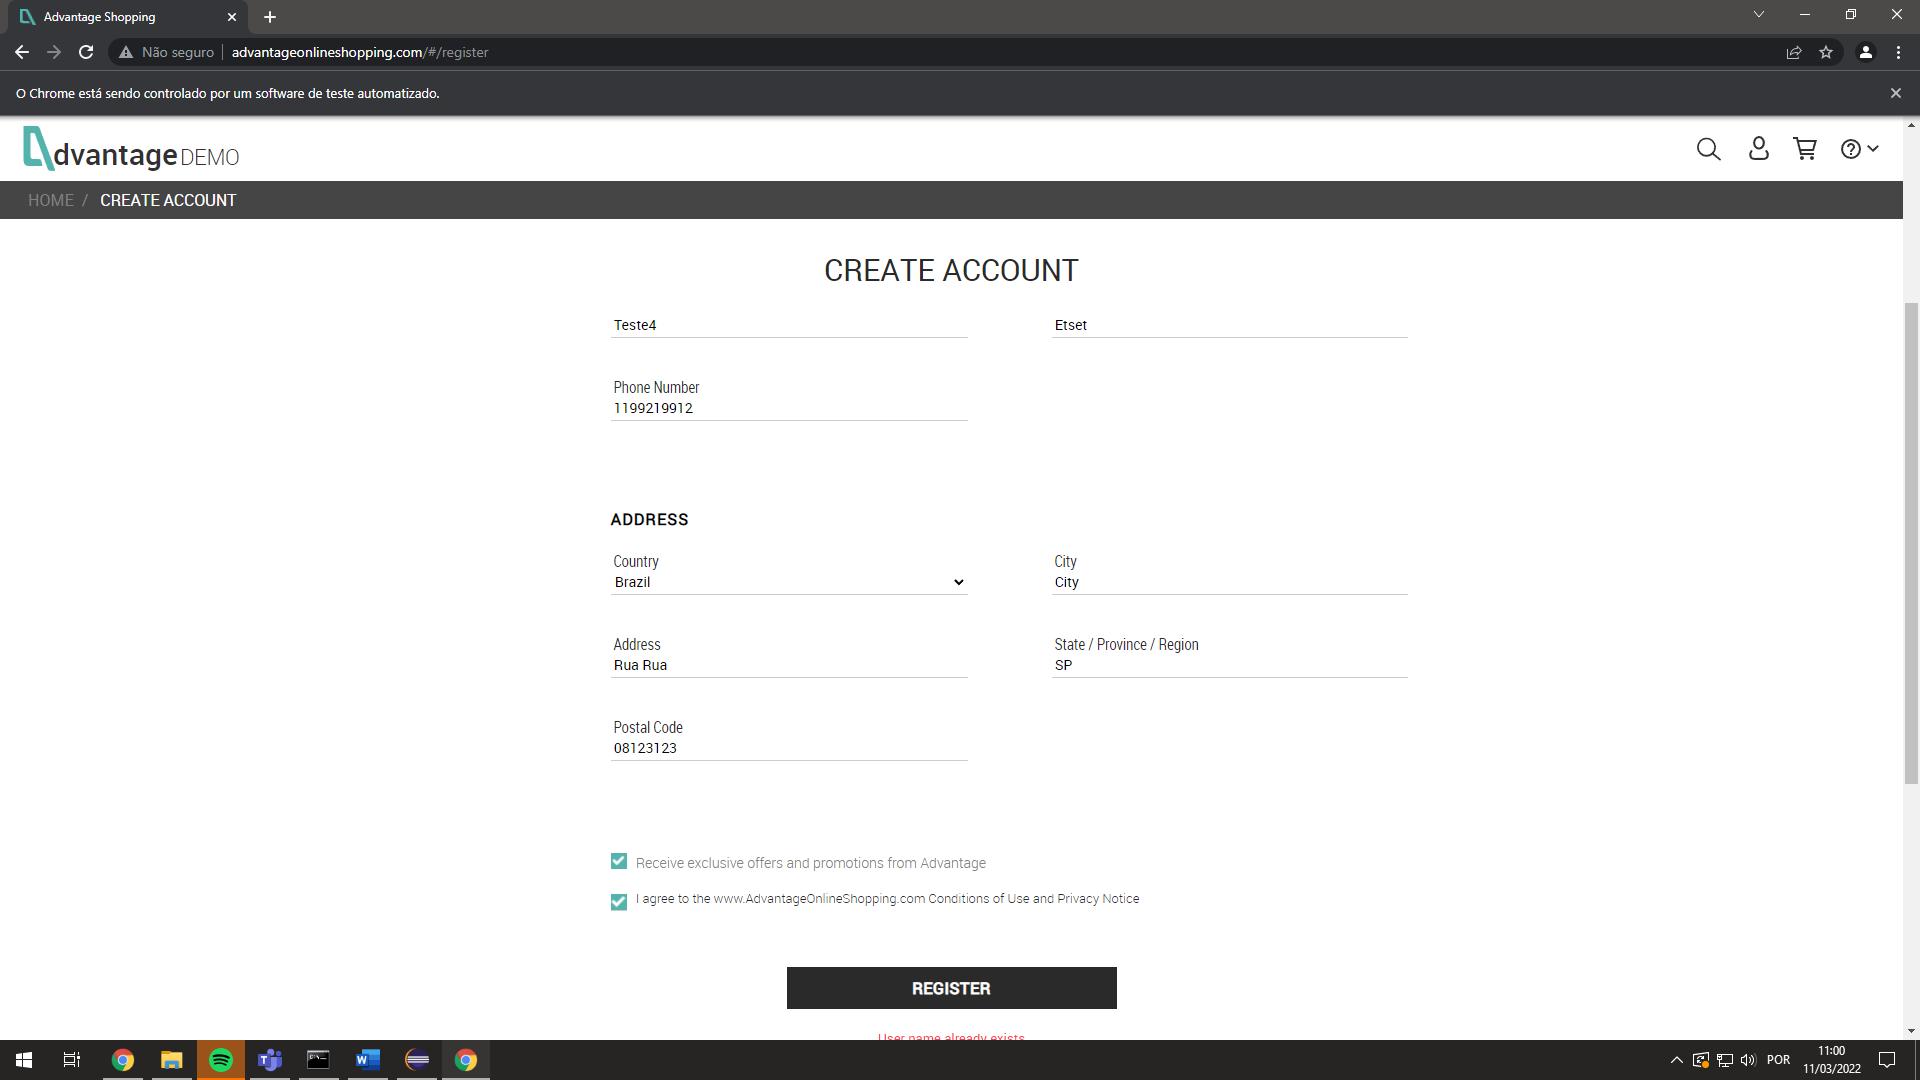 Advantage Shopping
Não seguro
advantageonlineshopping.com/#/register
O Chrome está sendo controlado por um software de teste automatizado.
dvantage DEMO
HOME / CREATE ACCOUNT
CREATE ACCOUNT
Teste4
Etset
Phone Number
1199219912
ADDRESS
Country
Brazil
City
City
Address
Rua Rua
State / Province / Region
SP
Postal Code
08123123
Receive exclusive offers and promotions from Advantage
I agree to the www.AdvantageOnlineShopping.com Conditions of Use and Privacy Notice
REGISTER
User name already exists
POR
11:00
11/03/2022